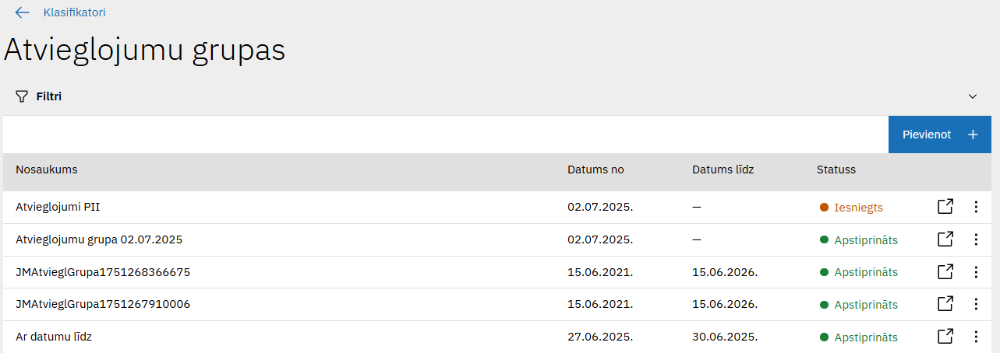 Klasifikatori
Atvieglojumu grupas
Filtri
Pievienot
Nosaukums Datums no Datums līdz Statuss
Atvieglojumi PII 02.07.2025. — Iesniegts
Atvieglojumu grupa 02.07.2025 02.07.2025. — Apstiprināts
JMAtvieglGrupa1751268366675 15.06.2021. 15.06.2026. Apstiprināts
JMAtvieglGrupa1751267910006 15.06.2021. 15.06.2026. Apstiprināts
Ar datumu līdz 27.06.2025. 30.06.2025. Apstiprināts